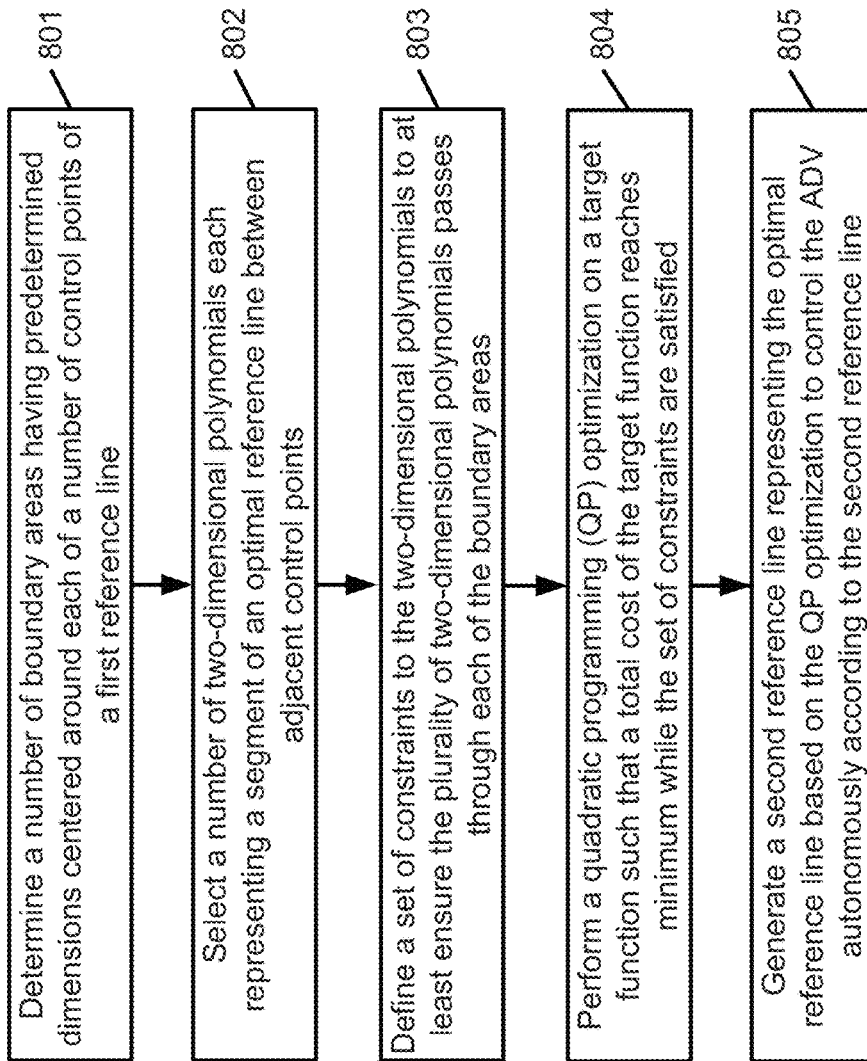 801
Determine a number of boundary areas having predetermined
dimensions centered around each of a number of control points of
a first reference line
802
Select a number of two-dimensional polynomials each
representing a segment of an optimal reference line between
adjacent control points
803
Define a set of constraints to the two-dimensional polynomials to at
least ensure the plurality of two-dimensional polynomials passes
through each of the boundary areas
804
Perform a quadratic programming (QP) optimization on a target
function such that a total cost of the target function reaches
minimum while the set of constraints are satisfied
805
Generate a second reference line representing the optimal
reference line based on the QP optimization to control the ADV
autonomously according to the second reference line